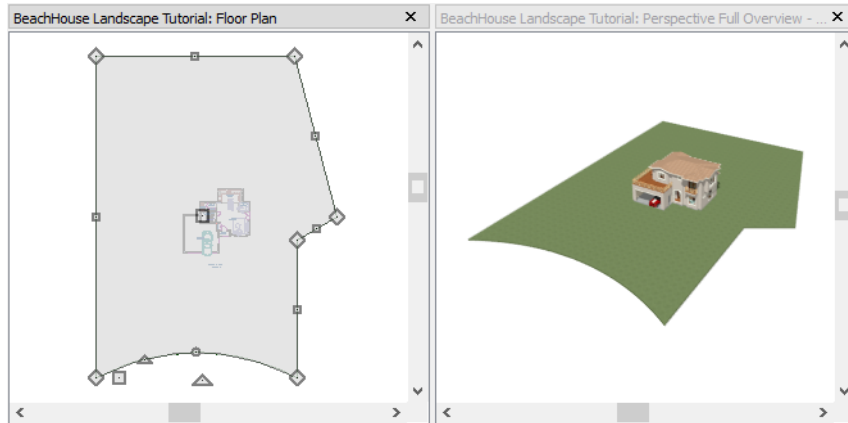 BeachHouse Landscape Tutorial: Floor Plan
BeachHouse Landscape Tutorial: Perspective Full Overview - ...